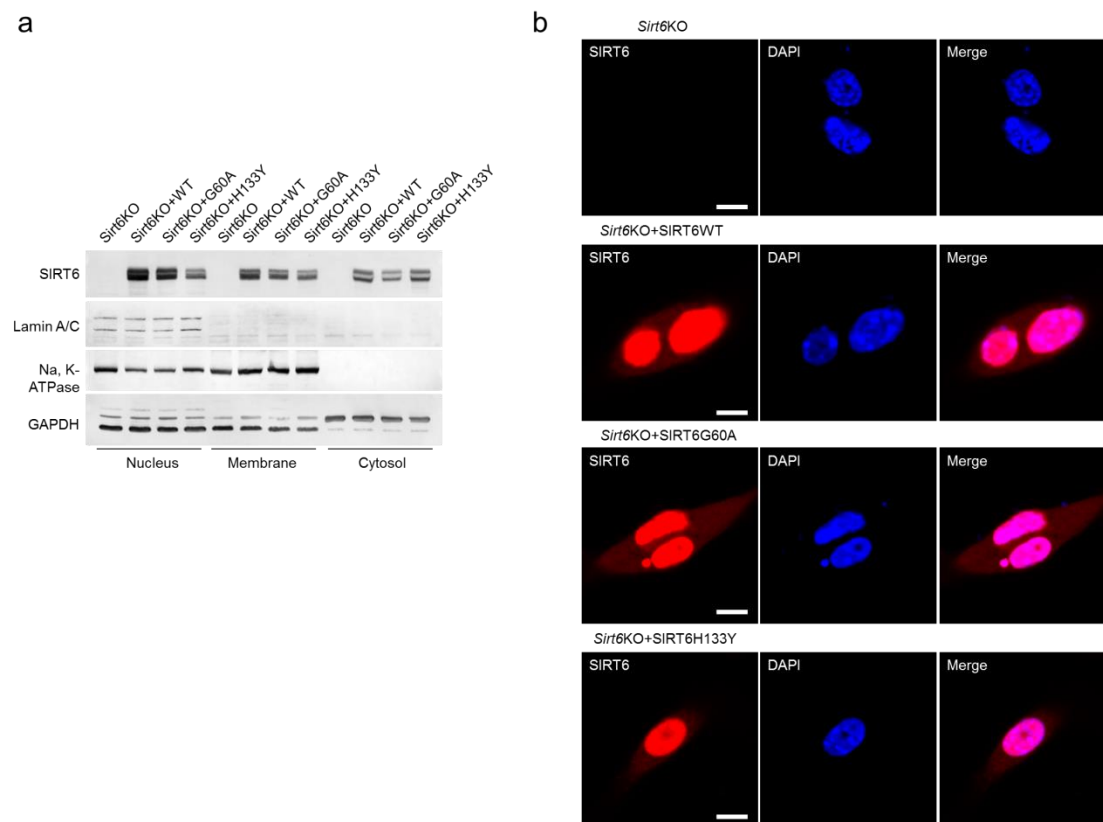 a
Sirt6KO
Sirt6KO+WT
Sirt6KO+G60A
Sirt6KO+H133Y
Sirt6KO
Sirt6KO+WT
Sirt6KO+G60A
Sirt6KO+H133Y
Sirt6KO
Sirt6KO+WT
Sirt6KO+G60A
Sirt6KO+H133Y
SIRT6
Lamin A/C
Na, K-
ATPase
GAPDH
Nucleus Membrane Cytosol
b
Sirt6KO
SIRT6 DAPI Merge
Sirt6KO+SIRT6WT
SIRT6 DAPI Merge
Sirt6KO+SIRT6G60A
SIRT6 DAPI Merge
Sirt6KO+SIRT6H133Y
SIRT6 DAPI Merge